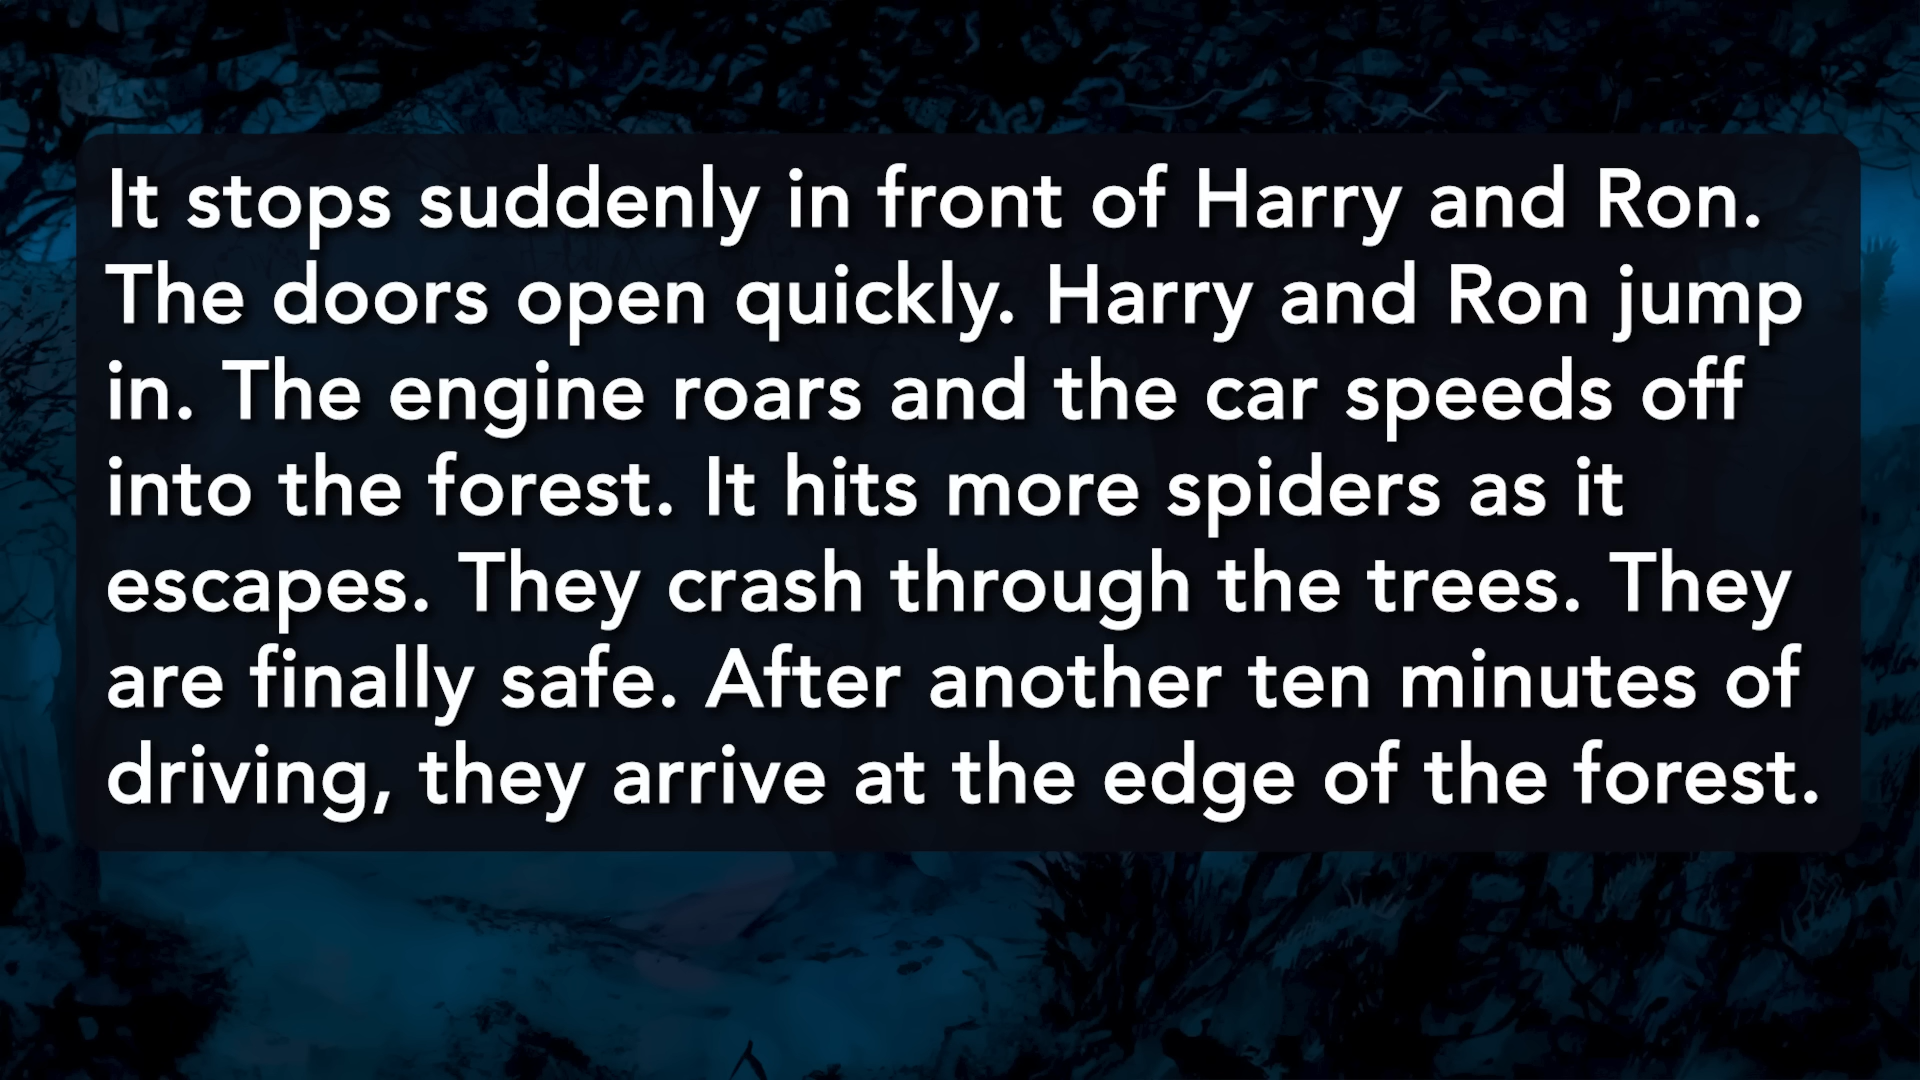 It stops suddenly in front of Harry and Ron.
The doors open quickly. Harry and Ron jump
in. The engine roars and the car speeds off
into the forest. It hits more spiders as it
escapes. They crash through the trees. They
are finally safe. After another ten minutes of
driving, they arrive at the edge of the forest.